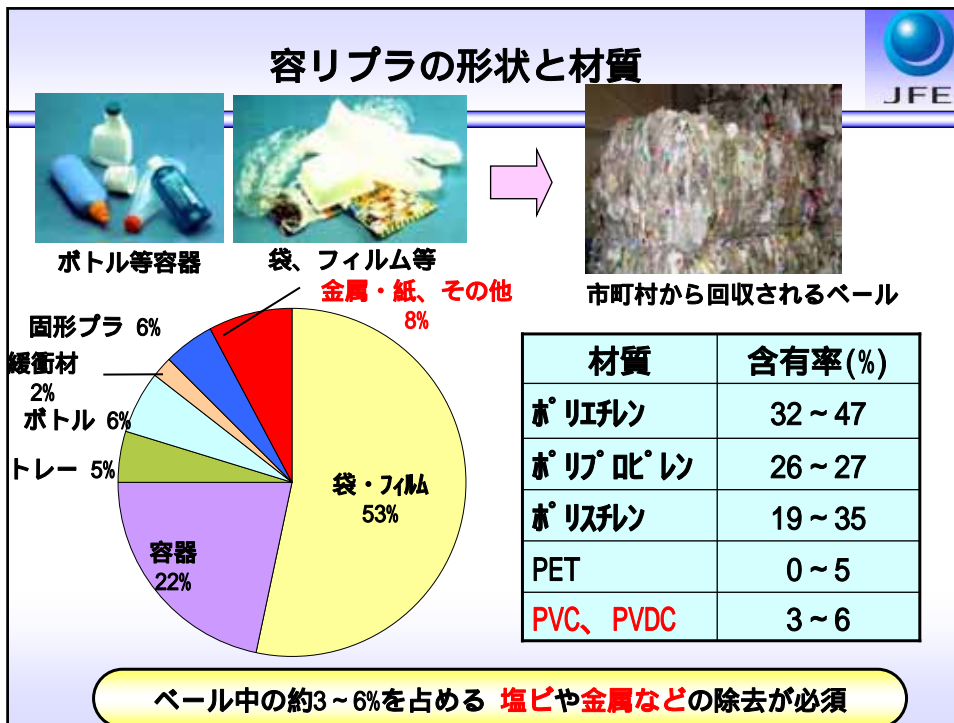 容リプラの形状と材質
JFE
ボトル等容器
袋、フィルム等
市町村から回収されるベール
金属・紙、その他
8%
固形プラ 6%
緩衝材
2%
ボトル 6%
トレー 5%
容器
22%
袋・ﾌｨﾙﾑ
53%
材質 含有率(%)
ﾎﾟﾘｴﾁﾚﾝ 32～47
ﾎﾟﾘﾌﾟﾛﾋﾟﾚﾝ 26～27
ﾎﾟﾘｽﾁﾚﾝ 19～35
PET 0～5
PVC、PVDC 3～6
ベール中の約3～6%を占める 塩ビや金属などの除去が必須